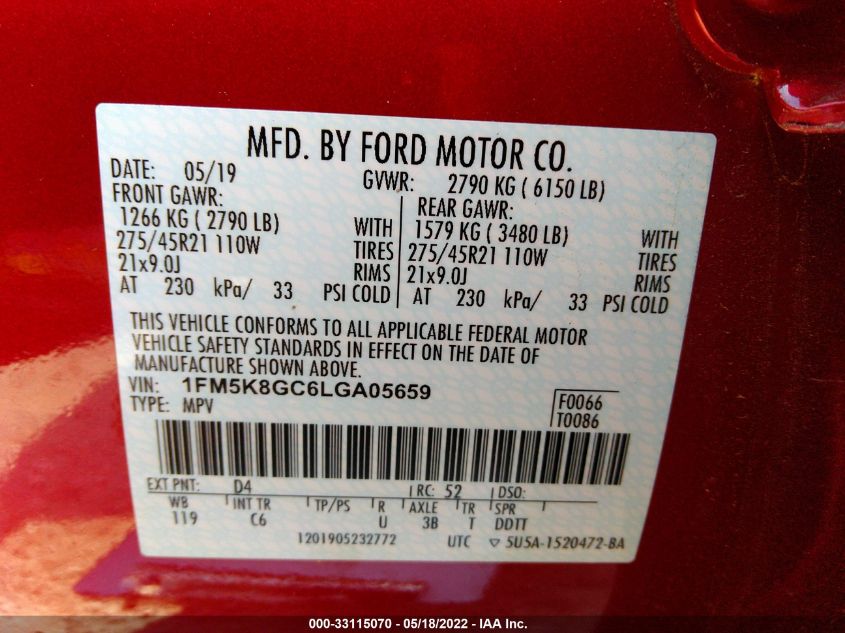 MFD. BY FORD MOTOR CO.
DATE: 05/19 GVWR: 2790 KG ( 6150 LB)
FRONT GAWR: REAR GAWR:
1266 KG ( 2790 LB) WITH 1579 KG ( 3480 LB) WITH
275/45R21 110W TIRES 275/45R21 110W TIRES
21x9.0J RIMS 21x9.0J RIMS
AT 230 kPa/ 33 PSI COLD AT 230 kPa/ 33 PSI COLD
THIS VEHICLE CONFORMS TO ALL APPLICABLE FEDERAL MOTOR
VEHICLE SAFETY STANDARDS IN EFFECT ON THE DATE OF
MANUFACTURE SHOWN ABOVE.
VIN: 1FM5K8GC6LGA05659 F0066
TYPE: MPV T0086
EXT PNT: D4 RC: 52 DSO:
WB INT TR TP/PS R AXLE TR SPR
119 C6 U 3B T DDTT
1201905232772 UTC ▽ 5U5A-1520472-BA
000-33115070 - 05/18/2022 - IAA Inc.